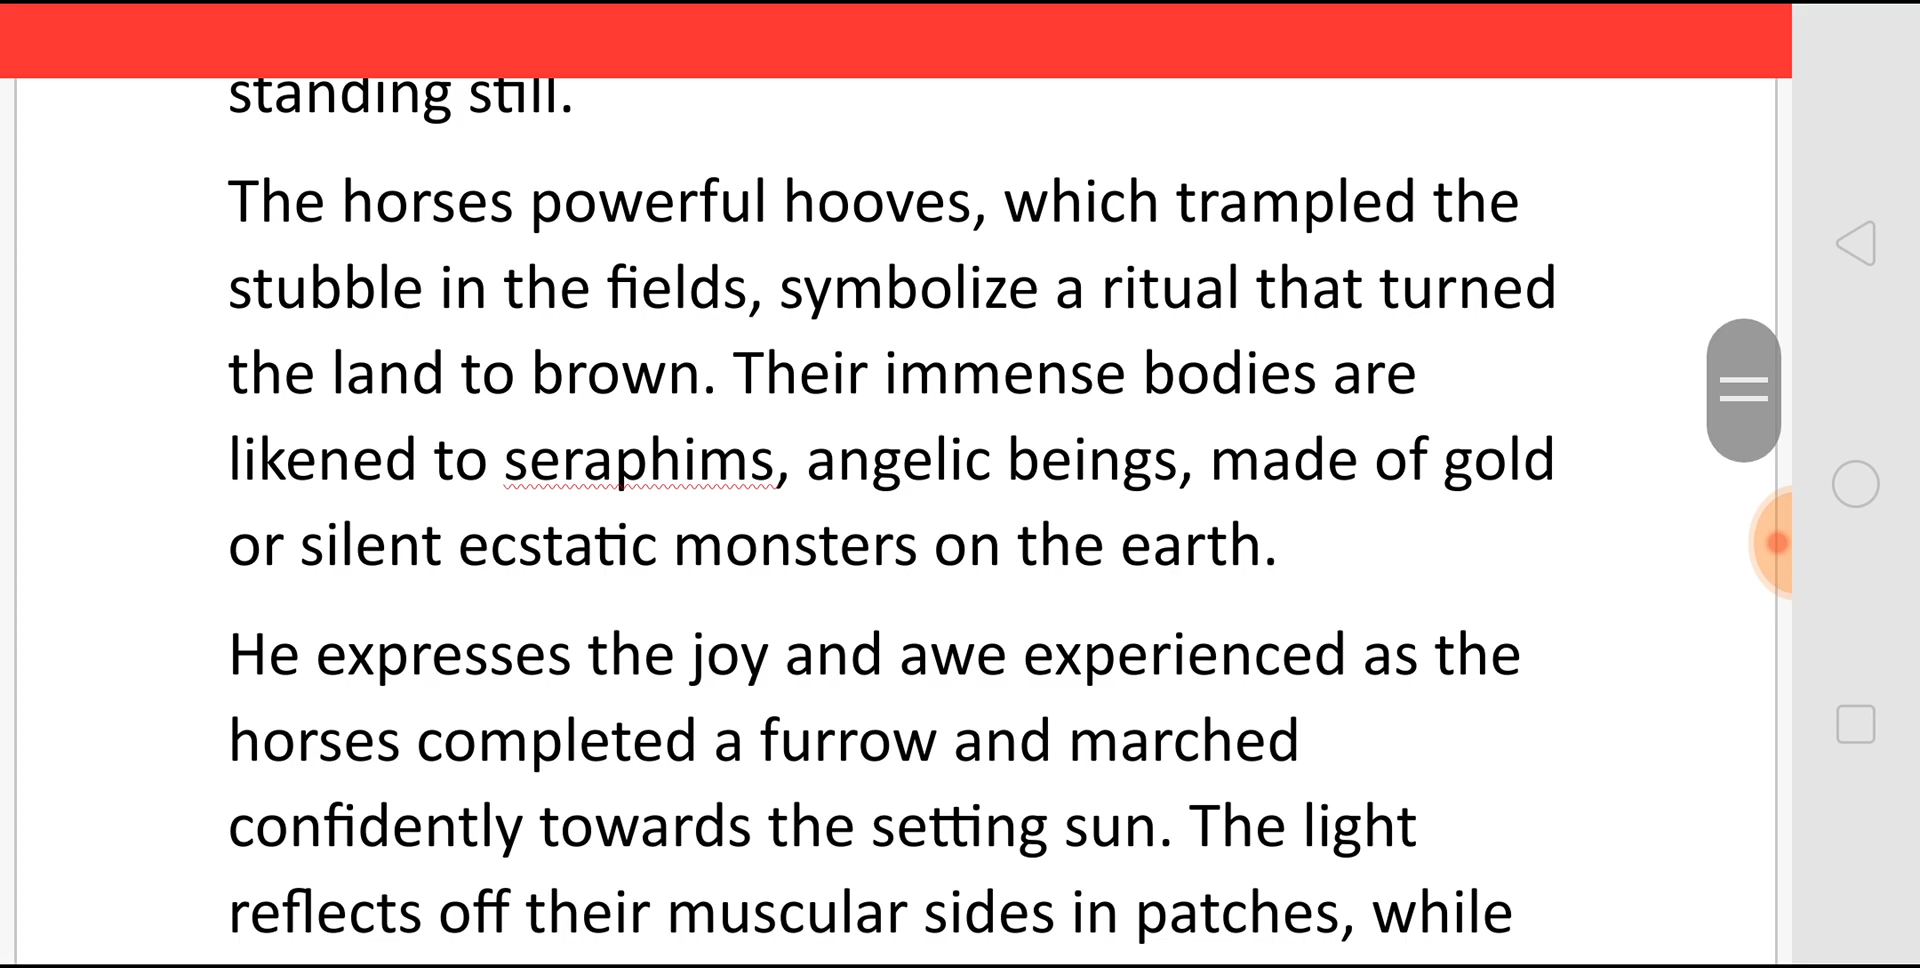 standing still.
The horses powerful hooves, which trampled the
stubble in the fields, symbolize a ritual that turned
the land to brown. Their immense bodies are
likened to seraphims, angelic beings, made of gold
or silent ecstatic monsters on the earth.
He expresses the joy and awe experienced as the
horses completed a furrow and marched
confidently towards the setting sun. The light
reflects off their muscular sides in patches, while